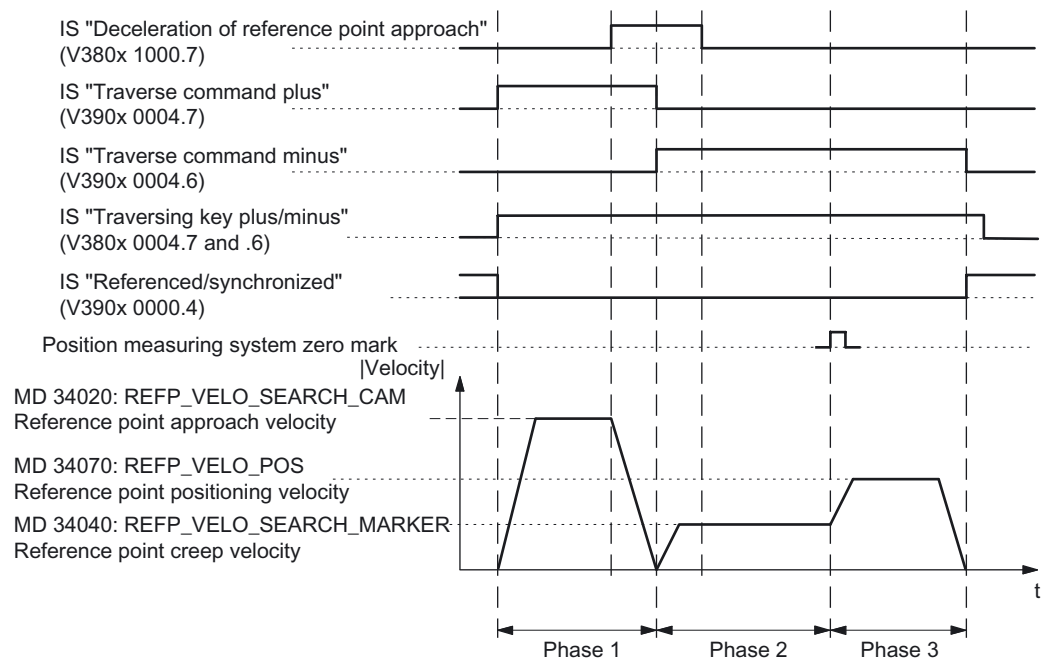 IS "Deceleration of reference point approach"
(V380x 1000.7)
IS "Traverse command plus"
(V390x 0004.7)
IS "Traverse command minus"
(V390x 0004.6)
IS "Traversing key plus/minus"
(V380x 0004.7 and .6)
IS "Referenced/synchronized"
(V390x 0000.4)
Position measuring system zero mark
|Velocity|
MD 34020: REFP_VELO_SEARCH_CAM
Reference point approach velocity
MD 34070: REFP_VELO_POS
Reference point positioning velocity
MD 34040: REFP_VELO_SEARCH_MARKER
Reference point creep velocity
t
Phase 1
Phase 2
Phase 3